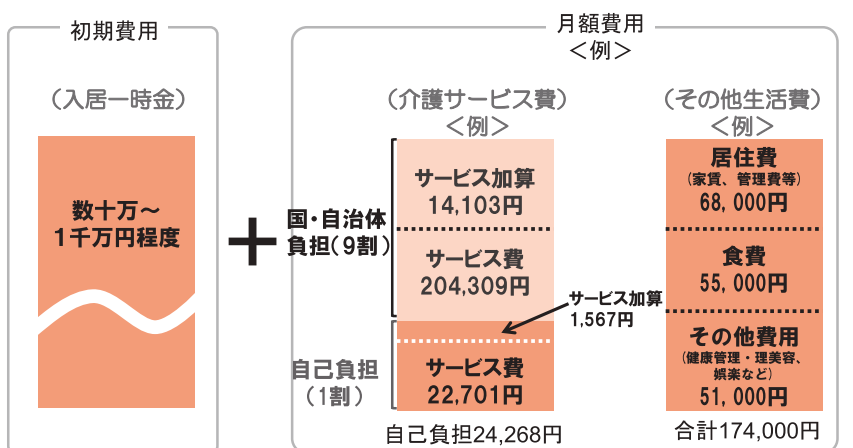 初期費用
(入居一時金)
数十万～
1千万円程度
＋
月額費用
＜例＞
(介護サービス費)
＜例＞
国・自治体
負担(9割)
サービス加算
14,103円
サービス費
204,309円
サービス加算
1,567円
自己負担
(1割)
サービス費
22,701円
自己負担24,268円
(その他生活費)
＜例＞
居住費
(家賃、管理費等)
68,000円
食費
55,000円
その他費用
(健康管理・理美容、
娯楽など)
51,000円
合計174,000円